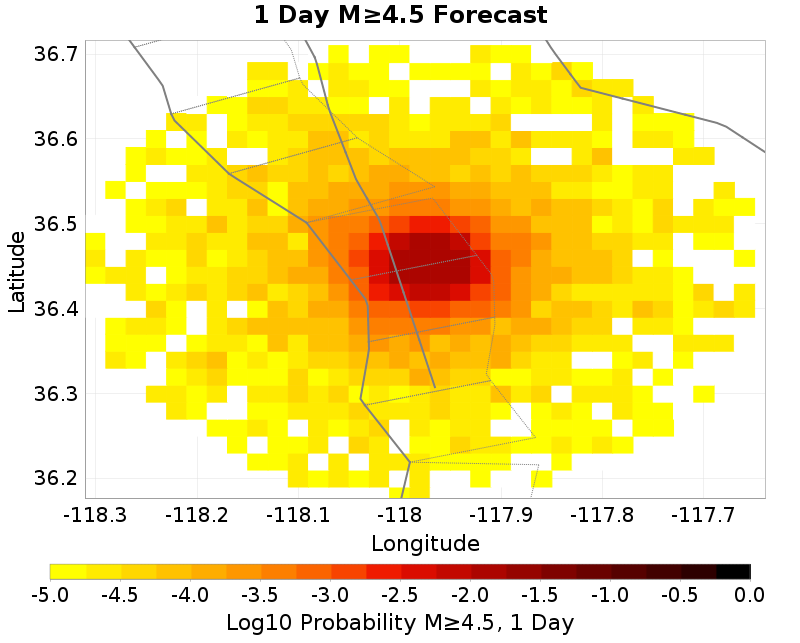 1 Day M≥4.5 Forecast
36.7
36.6
36.5
36.4
36.3
36.2
Latitude
-118.3 -118.2 -118.1 -118 -117.9 -117.8 -117.7
Longitude
-5.0 -4.5 -4.0 -3.5 -3.0 -2.5 -2.0 -1.5 -1.0 -0.5 0.0
Log10 Probability M≥4.5, 1 Day